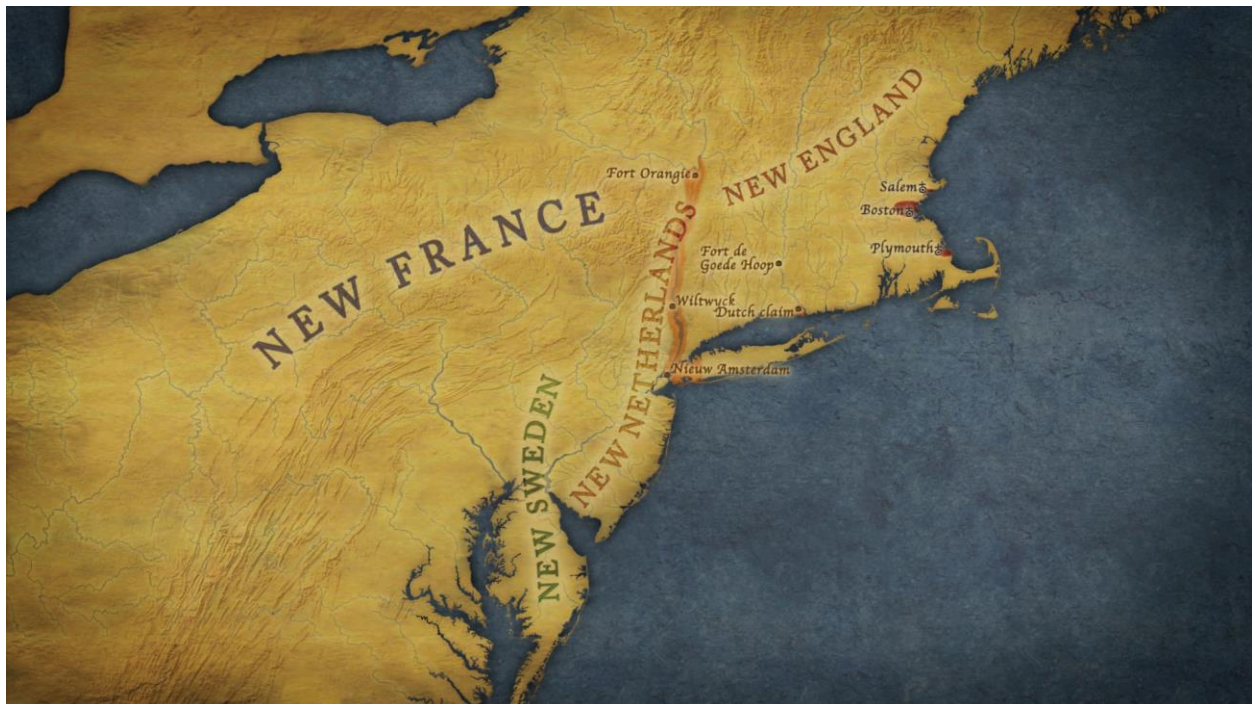 Fort Orangie
NEW ENGLAND
Salem
Boston
NEW FRANCE
Plymouth
Fort de
Goede Hoop
NEW NETHERLANDS
Wiltwyck
Dutch claim
Nieuw Amsterdam
NEW SWEDEN